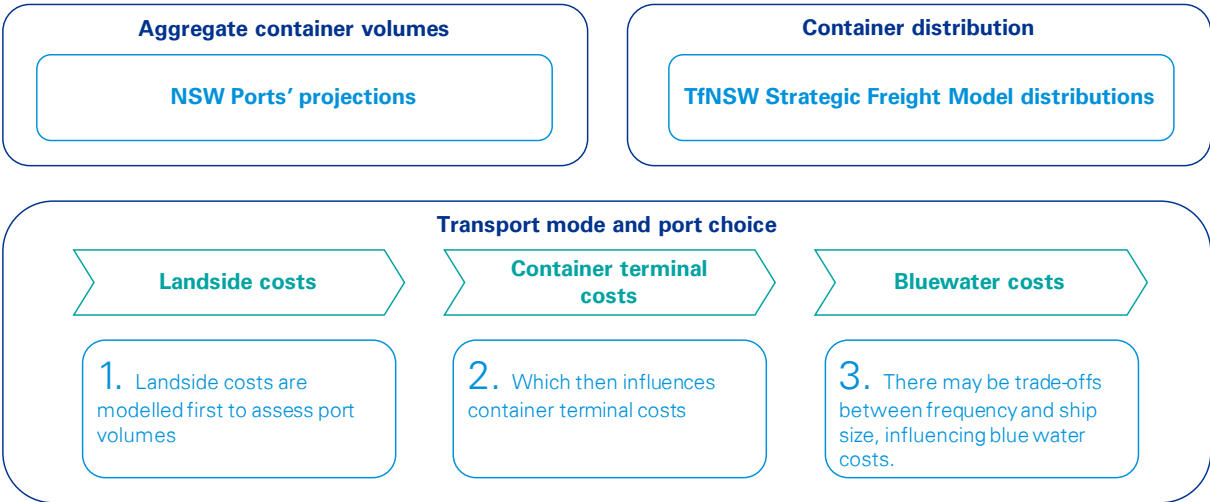 Aggregate container volumes
NSW Ports' projections
Container distribution
TfNSW Strategic Freight Model distributions
Transport mode and port choice
Landside costs
Container terminal
costs
Bluewater costs
1. Landside costs are
modelled first to assess port
volumes
2. Which then influences
container terminal costs
3. There may be trade-offs
between frequency and ship
size, influencing blue water
costs.